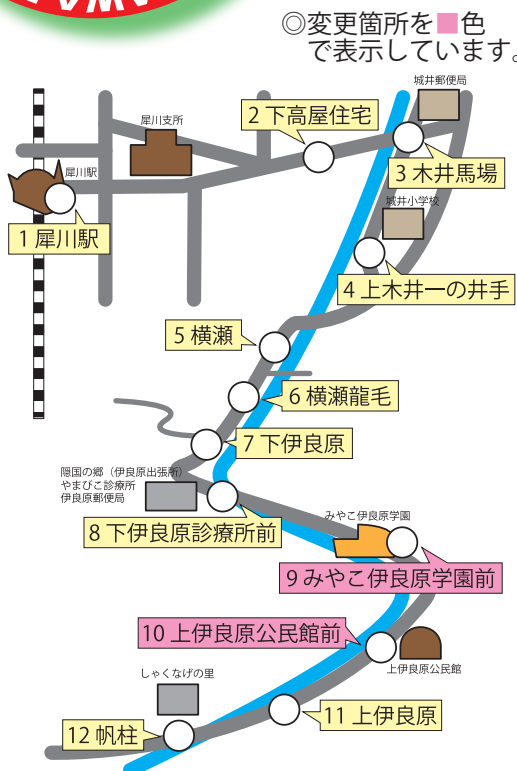 ◎変更箇所を■色
で表示しています。
城井郵便局
2 下高屋住宅
犀川支所
3 木井馬場
犀川駅
城井小学校
1 犀川駅
4 上木井一の井手
5 横瀬
6 横瀬龍毛
7 下伊良原
隠国の郷（伊良原出張所）
やまびこ診療所
伊良原郵便局
8 下伊良原診療所前
みやこ伊良原学園
9 みやこ伊良原学園前
10 上伊良原公民館前
上伊良原公民館
しゃくなげの里
11 上伊良原
12 帆柱